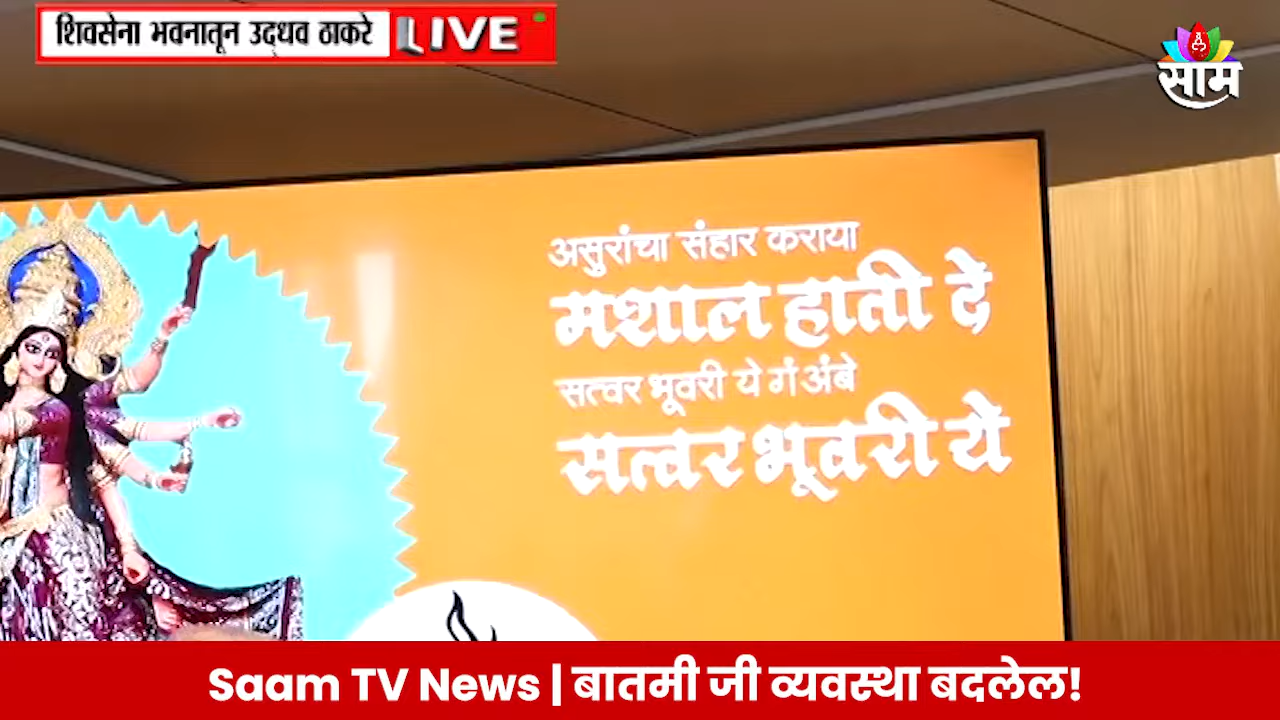 शिवसेना भवनातून उद्धव ठाकरे LIVE
साम
असुरांचा संहार कराया
मशाल हाती दे
सत्वर भूवरी ये गं अंबे
सत्वर भूवरी ये
Saam TV News | बातमी जी व्यवस्था बदलेल!